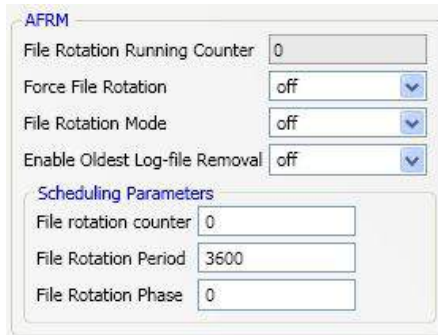 AFRM
File Rotation Running Counter 0
Force File Rotation off
File Rotation Mode off
Enable Oldest Log-file Removal off
Scheduling Parameters
File rotation counter 0
File Rotation Period 3600
File Rotation Phase 0